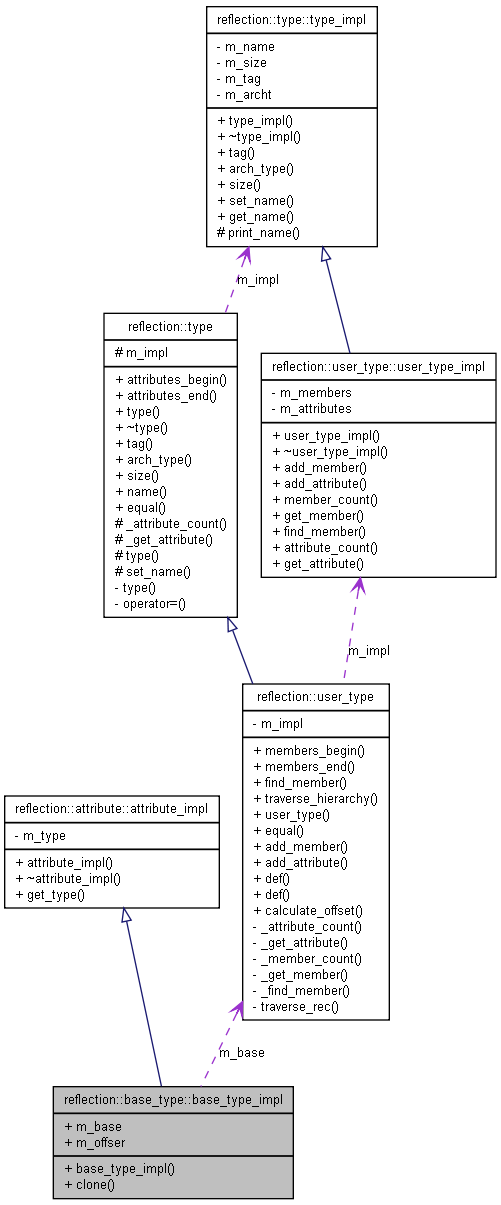 reflection::type::type_impl
- m_name
- m_size
- m_tag
- m_archt
+ type_impl()
+ ~type_impl()
+ tag()
+ arch_type()
+ size()
+ set_name()
+ get_name()
# print_name()
m_impl
reflection::type
# m_impl
+ attributes_begin()
+ attributes_end()
+ type()
+ ~type()
+ tag()
+ arch_type()
+ size()
+ name()
+ equal()
# _attribute_count()
# _get_attribute()
# type()
# set_name()
- type()
- operator=()
reflection::user_type::user_type_impl
- m_members
- m_attributes
+ user_type_impl()
+ ~user_type_impl()
+ add_member()
+ add_attribute()
+ member_count()
+ get_member()
+ find_member()
+ attribute_count()
+ get_attribute()
m_impl
reflection::user_type
- m_impl
+ members_begin()
+ members_end()
+ find_member()
+ traverse_hierarchy()
+ user_type()
+ equal()
+ add_member()
+ add_attribute()
+ def()
+ def()
+ calculate_offset()
- _attribute_count()
- _get_attribute()
- _member_count()
- _get_member()
- _find_member()
- traverse_rec()
reflection::attribute::attribute_impl
- m_type
+ attribute_impl()
+ ~attribute_impl()
+ get_type()
m_base
reflection::base_type::base_type_impl
+ m_base
+ m_offser
+ base_type_impl()
+ clone()